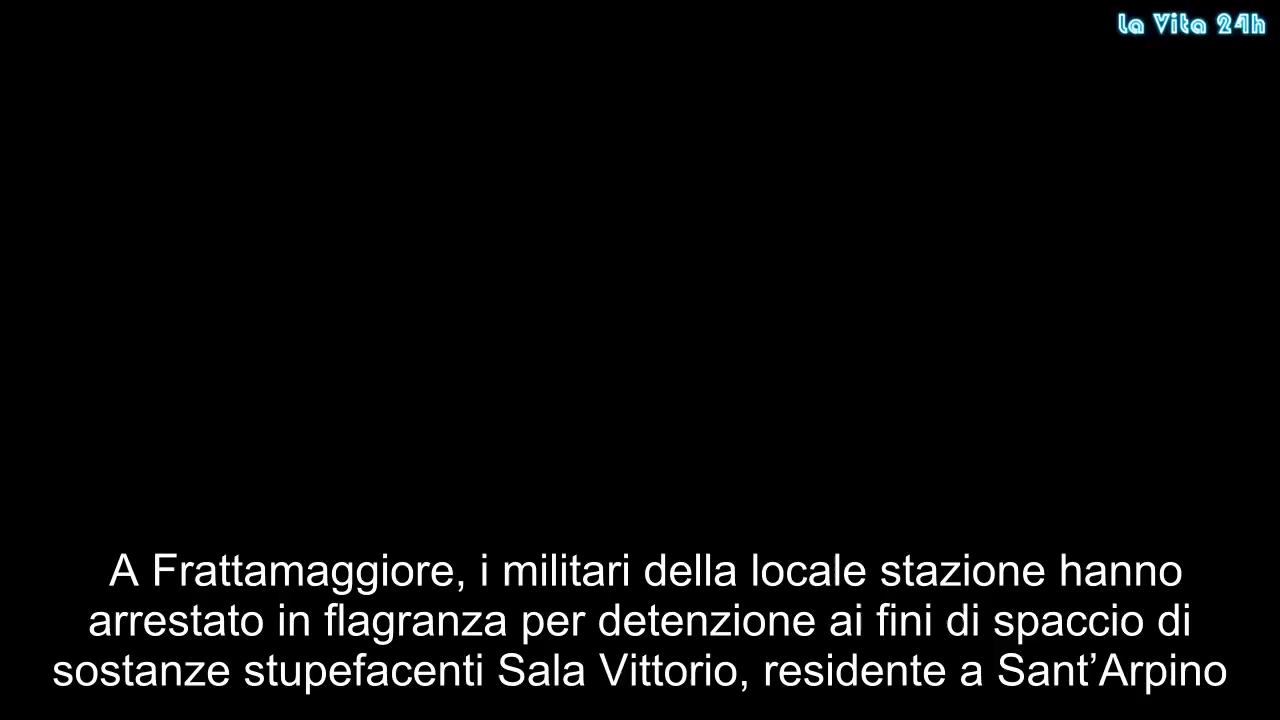 La Vita 24h
A Frattamaggiore, i militari della locale stazione hanno
arrestato in flagranza per detenzione ai fini di spaccio di
sostanze stupefacenti Sala Vittorio, residente a Sant’Arpino